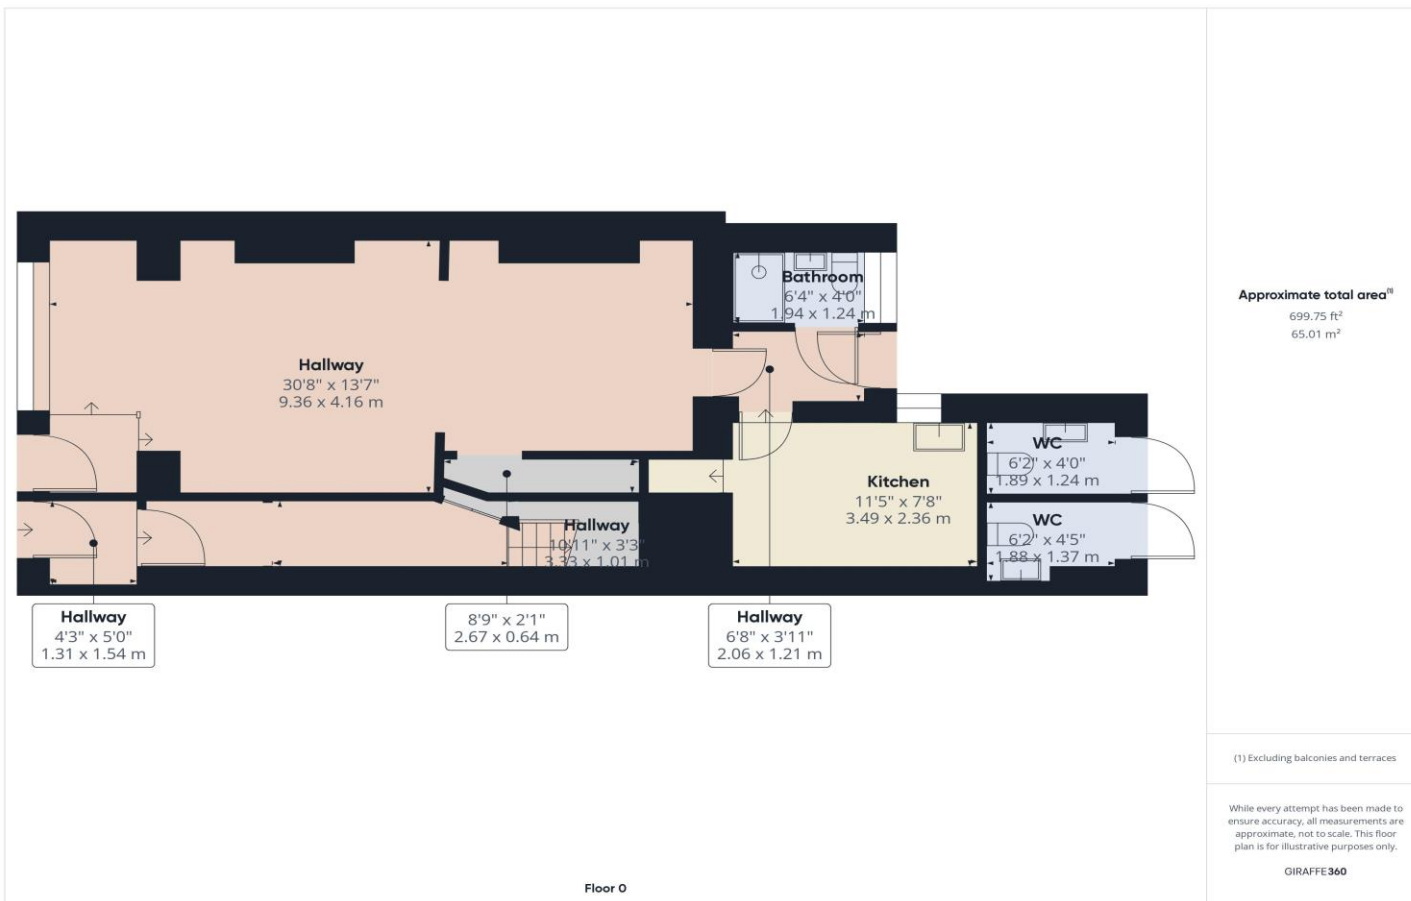 Hallway
30'8" x 13'7"
9.36 x 4.16 m
Bathroom
6'4" x 4'0"
1.94 x 1.24 m
Kitchen
11'5" x 7'8"
3.49 x 2.36 m
WC
6'2" x 4'0"
1.89 x 1.24 m
WC
6'2" x 4'5"
1.88 x 1.37 m
Hallway
10'11" x 3'3"
3.33 x 1.01 m
Hallway
4'3" x 5'0"
1.31 x 1.54 m
8'9" x 2'1"
2.67 x 0.64 m
Hallway
6'8" x 3'11"
2.06 x 1.21 m
Floor 0
Approximate total area(1)
699.75 ft²
65.01 m²
(1) Excluding balconies and terraces
While every attempt has been made to
ensure accuracy, all measurements are
approximate, not to scale. This floor
plan is for illustrative purposes only.
GIRAFFE360